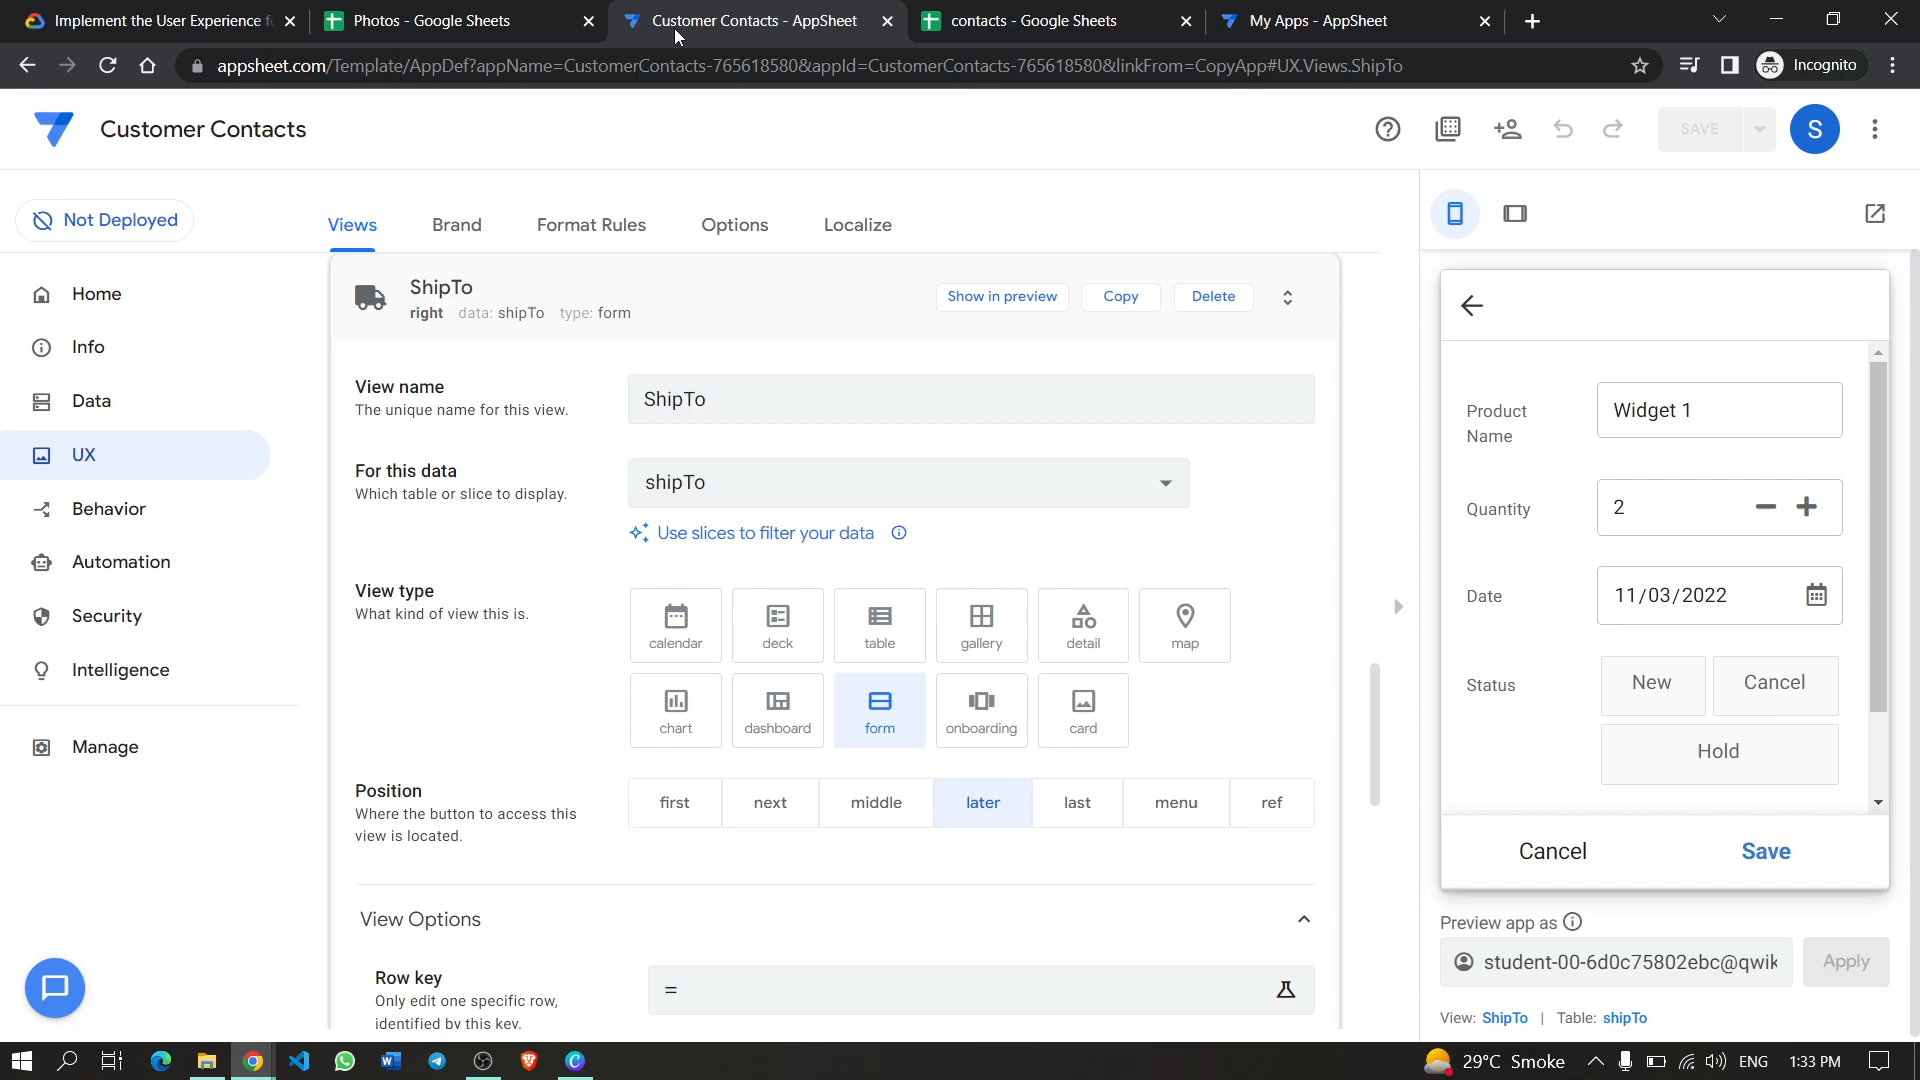 Implement the User Experience f
Photos - Google Sheets
Customer Contacts - AppSheet
contacts - Google Sheets
My Apps - AppSheet
appsheet.com/Template/AppDef?appName=CustomerContacts-765618580&appId=CustomerContacts-765618580&linkFrom=CopyApp#UX.Views.ShipTo
Incognito
Customer Contacts
SAVE
S
Not Deployed
Views
Brand
Format Rules
Options
Localize
Home
Info
Data
UX
Behavior
Automation
Security
Intelligence
Manage
ShipTo
right data: shipTo type: form
Show in preview
Copy
Delete
View name
The unique name for this view.
ShipTo
For this data
Which table or slice to display.
shipTo
Use slices to filter your data
View type
What kind of view this is.
calendar
deck
table
gallery
detail
map
chart
dashboard
form
onboarding
card
Position
Where the button to access this
view is located.
first
next
middle
later
last
menu
ref
View Options
Row key
Only edit one specific row,
identified by this key.
=
Product
Name
Widget 1
Quantity
2
Date
11/03/2022
Status
New
Cancel
Hold
Cancel
Save
Preview app as
student-00-6d0c75802ebc@qwik
Apply
View: ShipTo | Table: shipTo
29°C Smoke
ENG
1:33 PM